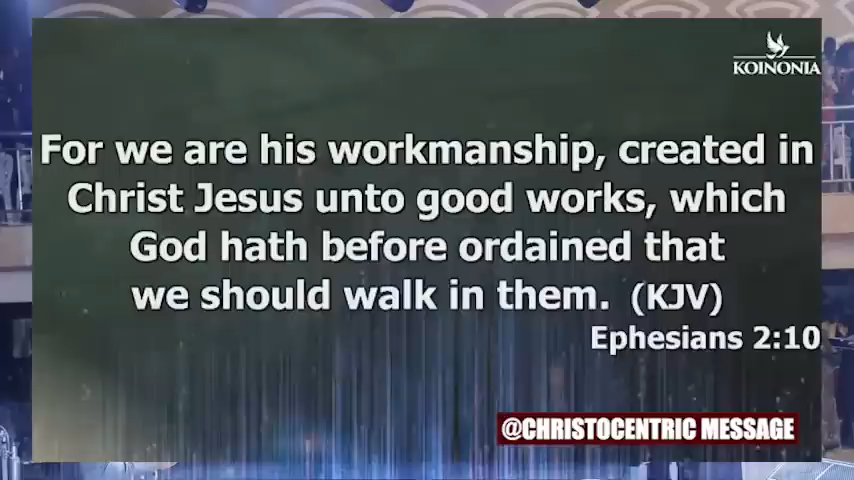 KOINONIA
For we are his workmanship, created in
Christ Jesus unto good works, which
God hath before ordained that
we should walk in them. (KJV)
Ephesians 2:10
@CHRISTOCENTRIC MESSAGE